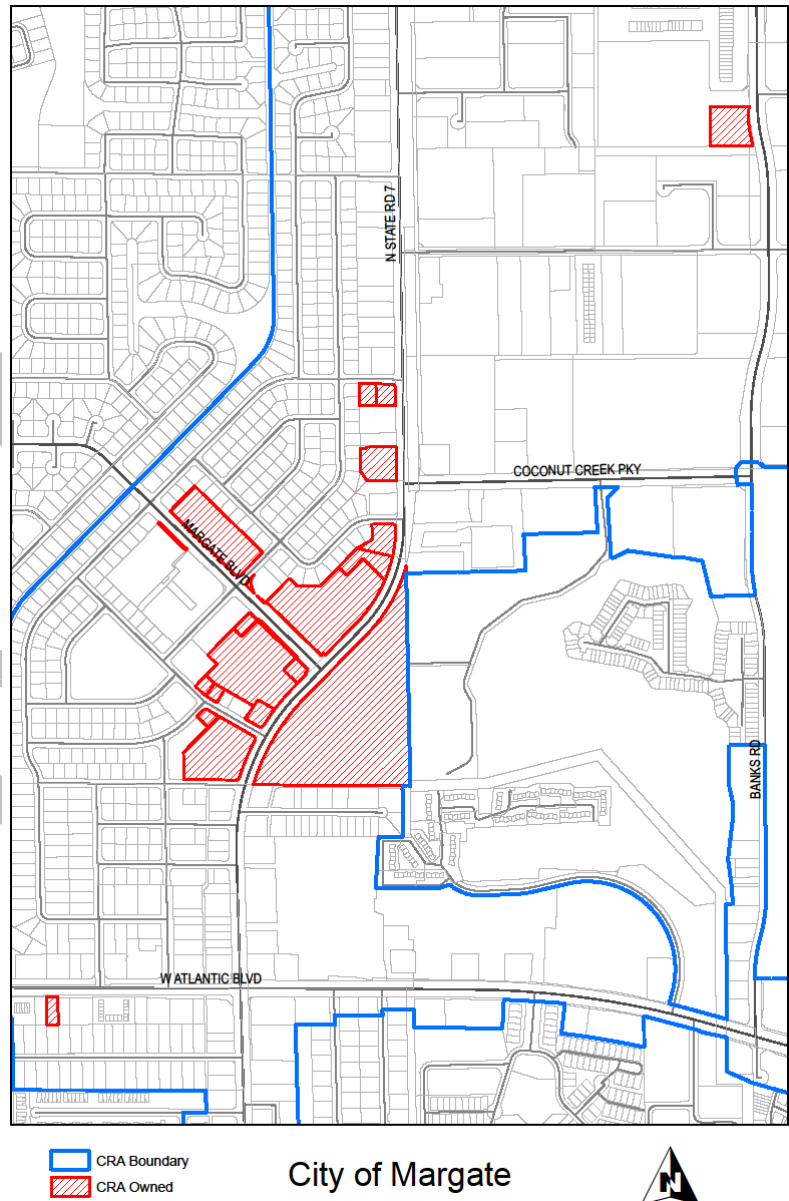 N STATE RD 7
COCONUT CREEK PKY
MARGATE BLVD
BANKS RD
W ATLANTIC BLVD
CRA Boundary
CRA Owned
City of Margate
N